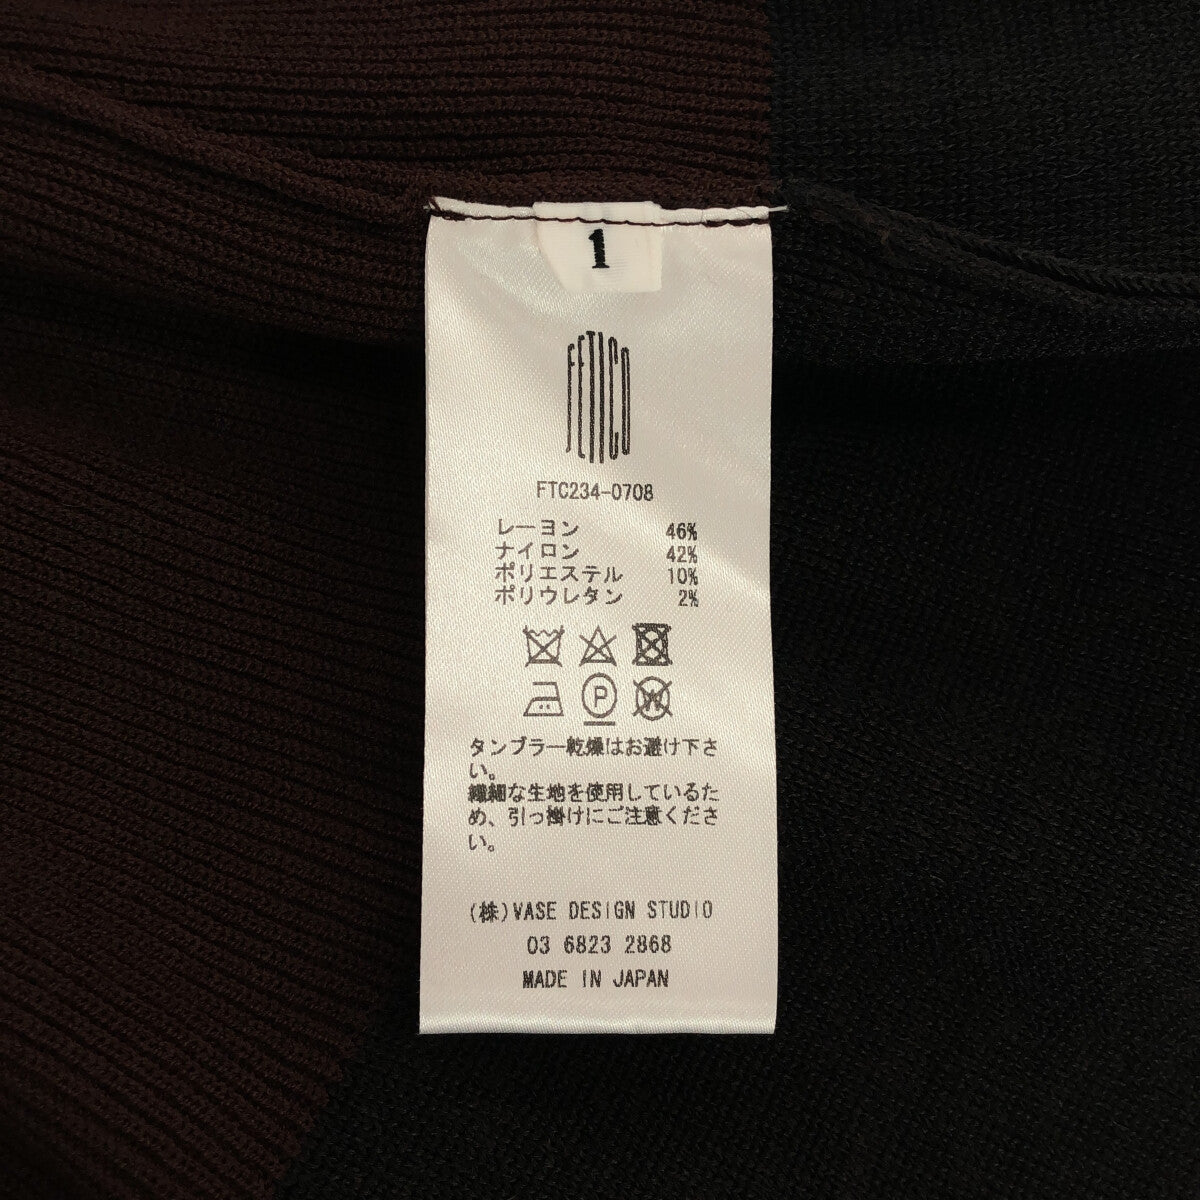 1
FETICO
FTC234-0708
レーヨン 46%
ナイロン 42%
ポリエステル 10%
ポリウレタン 2%
P W
タンブラー乾燥はお避け下さ
い。
繊細な生地を使用しているた
め、引っ掛けにご注意くださ
い。
(株)VASE DESIGN STUDIO
03 6823 2868
MADE IN JAPAN